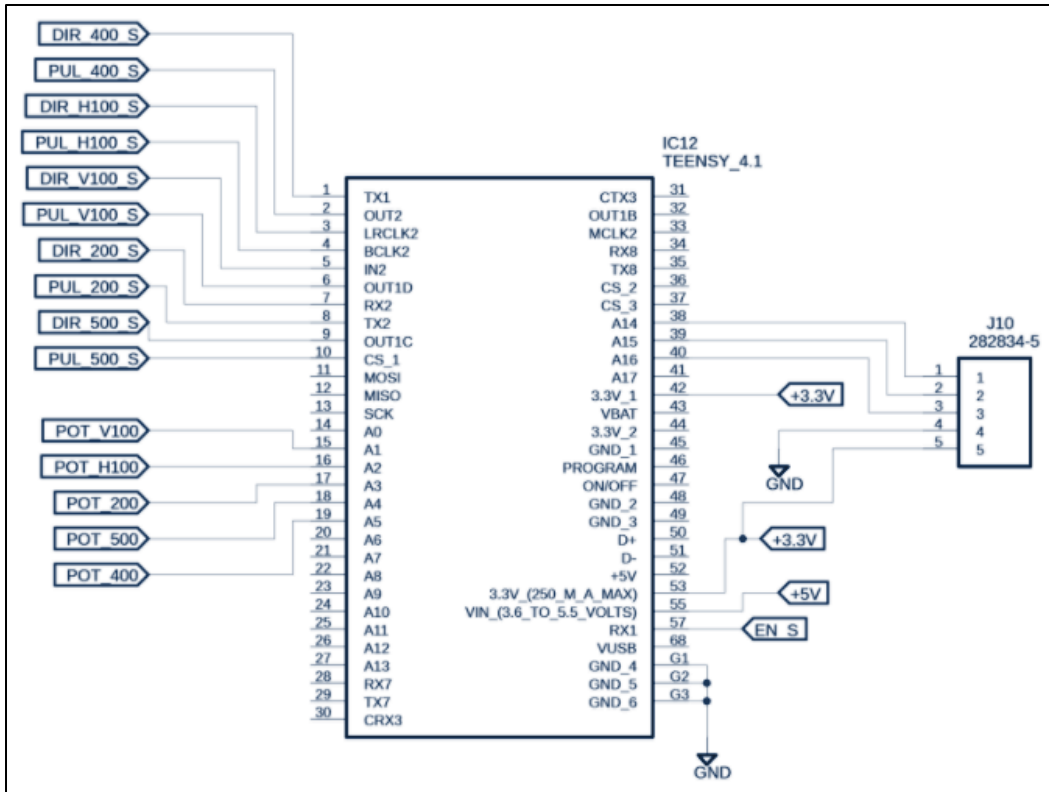 DIR_400_S
PUL_400_S
DIR_H100_S
PUL_H100_S
DIR_V100_S
PUL_V100_S
DIR_200_S
PUL_200_S
DIR_500_S
PUL_500_S
POT_V100
POT_H100
POT_200
POT_500
POT_400
IC12
TEENSY_4.1
1 TX1
2 OUT2
3 LRCLK2
4 BCLK2
5 IN2
6 OUT1D
7 RX2
8 TX2
9 OUT1C
10 CS_1
11 MOSI
12 MISO
13 SCK
14 A0
15 A1
16 A2
17 A3
18 A4
19 A5
20 A6
21 A7
22 A8
23 A9
24 A10
25 A11
26 A12
27 A13
28 RX7
29 TX7
30 CRX3
CTX3 31
OUT1B 32
MCLK2 33
RX8 34
TX8 35
CS_2 36
CS_3 37
A14 38
A15 39
A16 40
A17 41
3.3V_1 42
VBAT 43
3.3V_2 44
GND_1 45
PROGRAM 46
ON/OFF 47
GND_2 48
GND_3 49
D+ 50
D- 51
+5V 52
3.3V_(250_M_A_MAX) 53
VIN_(3.6_TO_5.5_VOLTS) 55
RX1 57
VUSB 68
GND_4 G1
GND_5 G2
GND_6 G3
+3.3V
GND
+3.3V
+5V
EN_S
GND
J10
282834-5
1 1
2 2
3 3
4 4
5 5